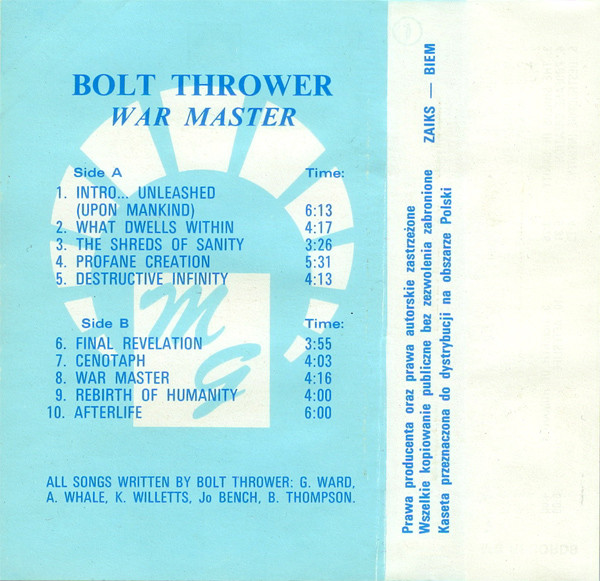 BOLT THROWER
WAR MASTER
Side A Time:
1. INTRO... UNLEASHED
(UPON MANKIND) 6:13
2. WHAT DWELLS WITHIN 4:17
3. THE SHREDS OF SANITY 3:26
4. PROFANE CREATION 5:31
5. DESTRUCTIVE INFINITY 4:13
MG
Side B Time:
6. FINAL REVELATION 3:55
7. CENOTAPH 4:03
8. WAR MASTER 4:16
9. REBIRTH OF HUMANITY 4:00
10. AFTERLIFE 6:00
ALL SONGS WRITTEN BY BOLT THROWER: G. WARD,
A. WHALE, K. WILLETTS, Jo BENCH, B. THOMPSON.
Prawa producenta oraz prawa autorskie zastrzeżone
Wszelkie kopiowanie publiczne bez zezwolenia zabronione ZAIKS — BIEM
Kaseta przeznaczona do dystrybucji na obszarze Polski
1